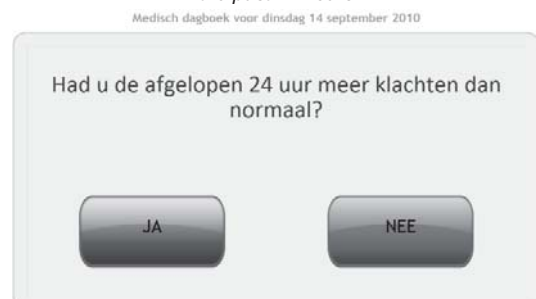 Medisch dagboek voor dinsdag 14 september 2010
Had u de afgelopen 24 uur meer klachten dan
normaal?
JA
NEE